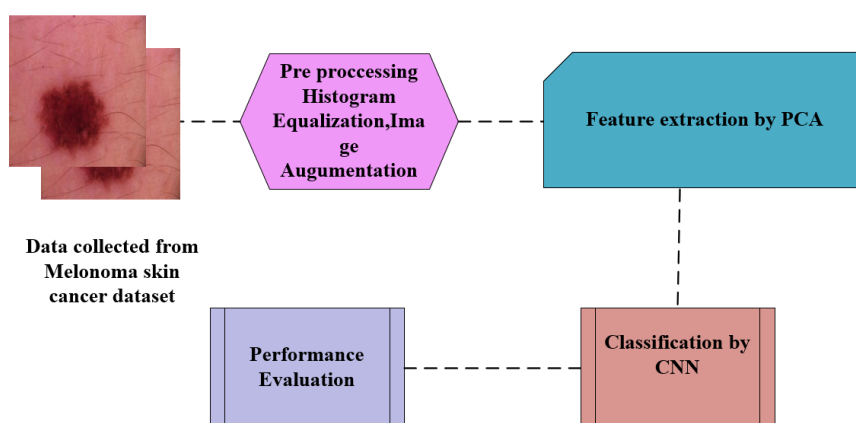 Pre proccessing
Histogram
Equalization,Ima
ge
Augumentation
Feature extraction by PCA
Data collected from
Melonoma skin
cancer dataset
Performance
Evaluation
Classification by
CNN